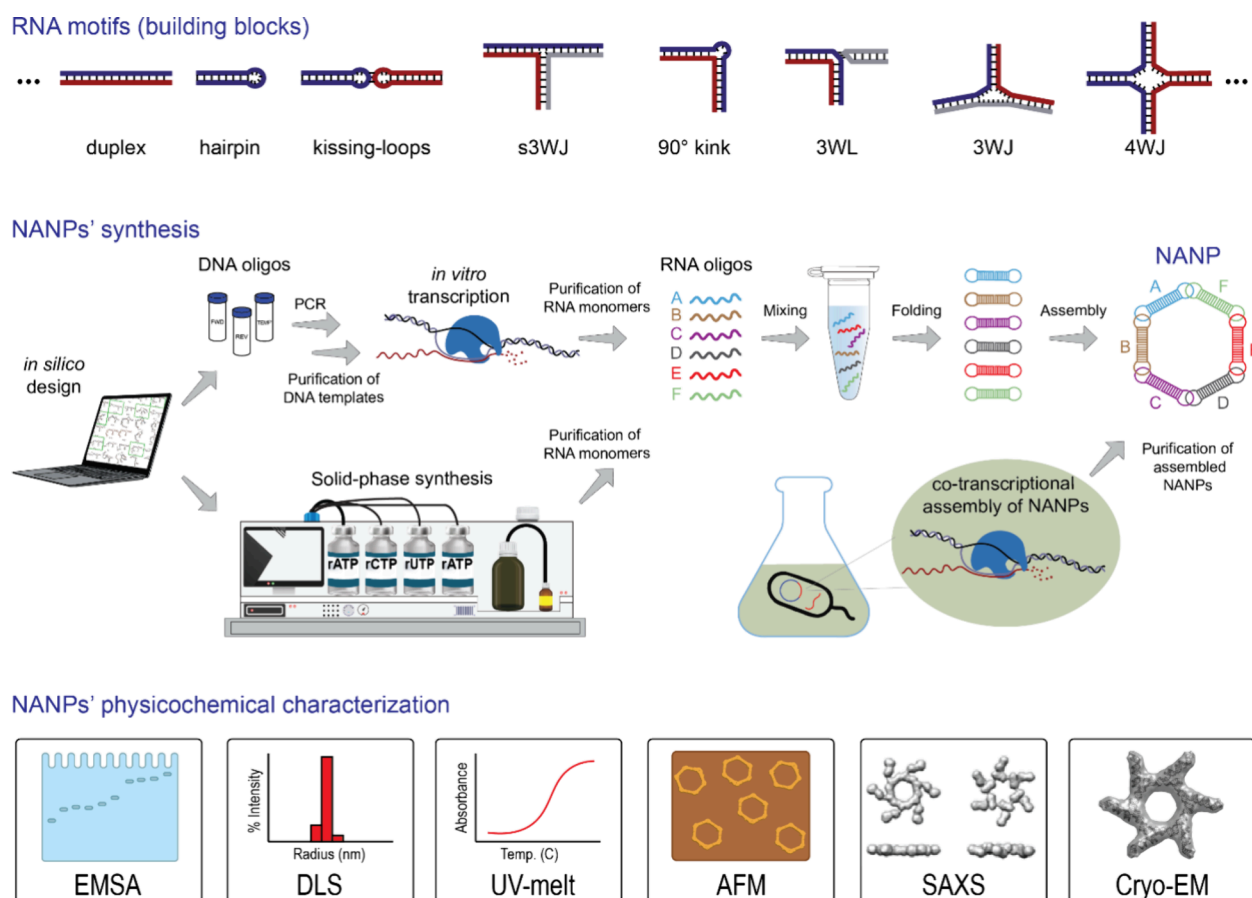 RNA motifs (building blocks)
...
...
duplex
hairpin
kissing-loops
s3WJ
90° kink
3WL
3WJ
4WJ
NANPs' synthesis
in silico
design
DNA oligos
FWD
REV
PCR
Purification of
DNA templates
in vitro
transcription
Purification of
RNA monomers
RNA oligos
A
B
C
D
E
F
Mixing
Folding
Assembly
NANP
A
F
B
C
D
Solid-phase synthesis
rATP
rCTP
rUTP
rATP
Purification of
RNA monomers
co-transcriptional
assembly of NANPs
Purification of
assembled
NANPs
NANPs' physicochemical characterization
EMSA
% Intensity
Radius (nm)
DLS
Absorbance
Temp. (C)
UV-melt
AFM
SAXS
Cryo-EM